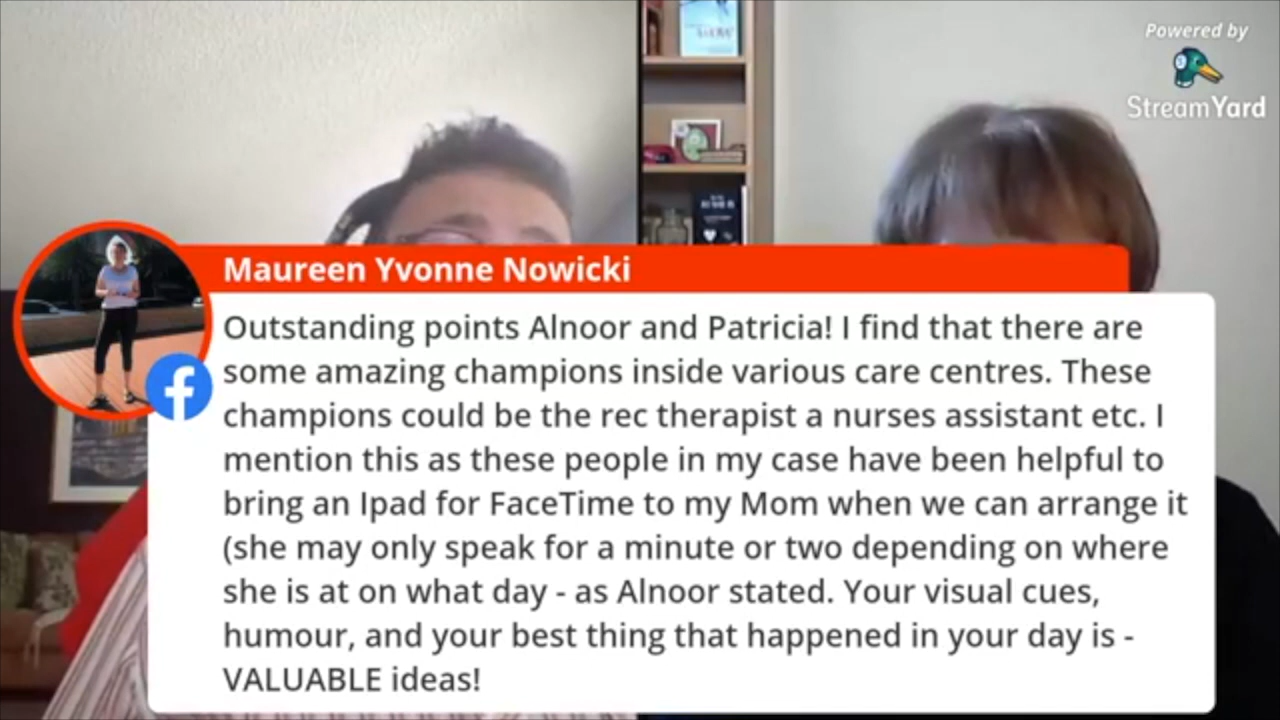 Powered by
StreamYard
Maureen Yvonne Nowicki
Outstanding points Alnoor and Patricia! I find that there are
some amazing champions inside various care centres. These
champions could be the rec therapist a nurses assistant etc. I
mention this as these people in my case have been helpful to
bring an Ipad for FaceTime to my Mom when we can arrange it
(she may only speak for a minute or two depending on where
she is at on what day - as Alnoor stated. Your visual cues,
humour, and your best thing that happened in your day is -
VALUABLE ideas!